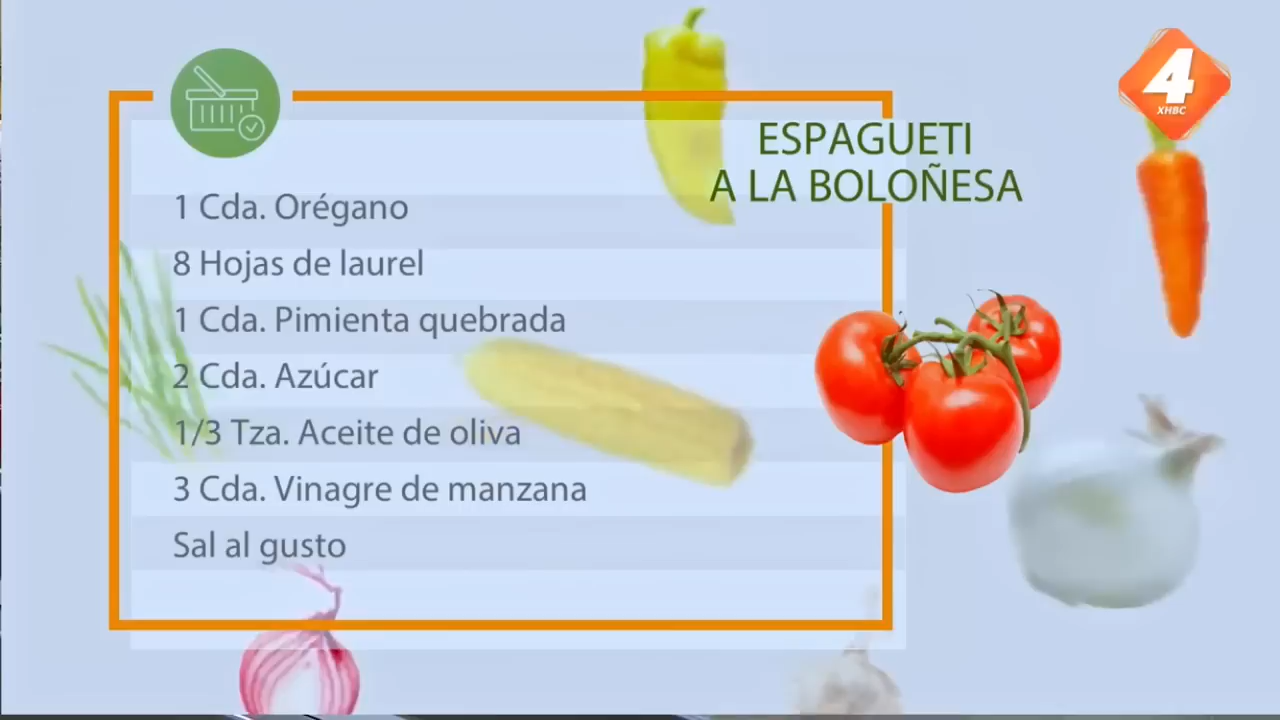 4
XHBC
ESPAGUETI
A LA BOLOÑESA
1 Cda. Orégano
8 Hojas de laurel
1 Cda. Pimienta quebrada
2 Cda. Azúcar
1/3 Tza. Aceite de oliva
3 Cda. Vinagre de manzana
Sal al gusto